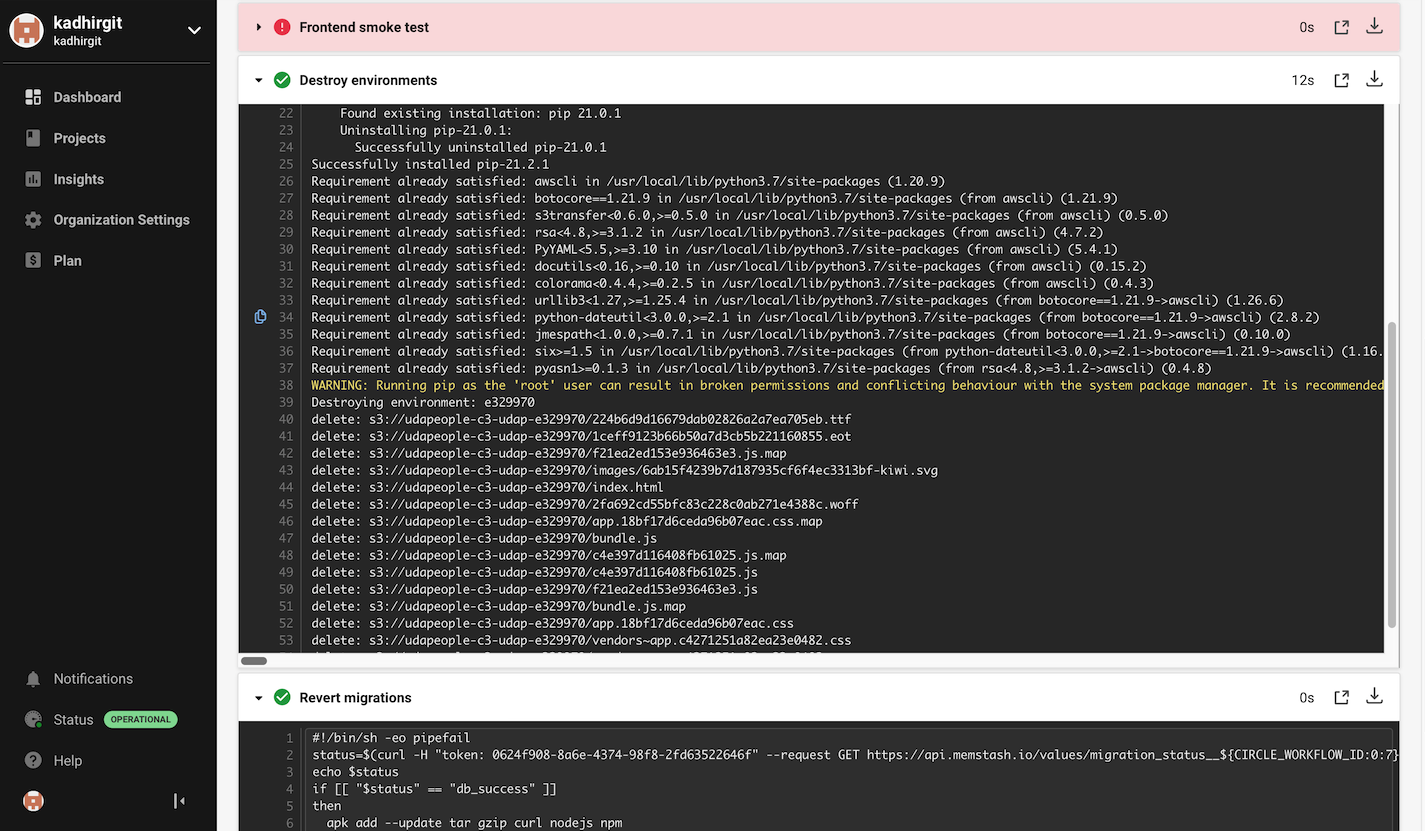 kadhirgit
kadhirgit
Dashboard
Projects
Insights
Organization Settings
Plan
Notifications
Status OPERATIONAL
Help
Frontend smoke test 0s
Destroy environments 12s
22 Found existing installation: pip 21.0.1
23 Uninstalling pip-21.0.1:
24 Successfully uninstalled pip-21.0.1
25 Successfully installed pip-21.2.1
26 Requirement already satisfied: awscli in /usr/local/lib/python3.7/site-packages (1.20.9)
27 Requirement already satisfied: botocore==1.21.9 in /usr/local/lib/python3.7/site-packages (from awscli) (1.21.9)
28 Requirement already satisfied: s3transfer<0.6.0,>=0.5.0 in /usr/local/lib/python3.7/site-packages (from awscli) (0.5.0)
29 Requirement already satisfied: rsa<4.8,>=3.1.2 in /usr/local/lib/python3.7/site-packages (from awscli) (4.7.2)
30 Requirement already satisfied: PyYAML<5.5,>=3.10 in /usr/local/lib/python3.7/site-packages (from awscli) (5.4.1)
31 Requirement already satisfied: docutils<0.16,>=0.10 in /usr/local/lib/python3.7/site-packages (from awscli) (0.15.2)
32 Requirement already satisfied: colorama<0.4.4,>=0.2.5 in /usr/local/lib/python3.7/site-packages (from awscli) (0.4.3)
33 Requirement already satisfied: urllib3<1.27,>=1.25.4 in /usr/local/lib/python3.7/site-packages (from botocore==1.21.9->awscli) (1.26.6)
34 Requirement already satisfied: python-dateutil<3.0.0,>=2.1 in /usr/local/lib/python3.7/site-packages (from botocore==1.21.9->awscli) (2.8.2)
35 Requirement already satisfied: jmespath<1.0.0,>=0.7.1 in /usr/local/lib/python3.7/site-packages (from botocore==1.21.9->awscli) (0.10.0)
36 Requirement already satisfied: six>=1.5 in /usr/local/lib/python3.7/site-packages (from python-dateutil<3.0.0,>=2.1->botocore==1.21.9->awscli) (1.16.
37 Requirement already satisfied: pyasn1>=0.1.3 in /usr/local/lib/python3.7/site-packages (from rsa<4.8,>=3.1.2->awscli) (0.4.8)
38 WARNING: Running pip as the 'root' user can result in broken permissions and conflicting behaviour with the system package manager. It is recommended
39 Destroying environment: e329970
40 delete: s3://udapeople-c3-udap-e329970/224b6d9d16679dab02826a2a7ea705eb.ttf
41 delete: s3://udapeople-c3-udap-e329970/1ceff9123b66b50a7d3cb5b221160855.eot
42 delete: s3://udapeople-c3-udap-e329970/f21ea2ed153e936463e3.js.map
43 delete: s3://udapeople-c3-udap-e329970/images/6ab15f4239b7d187935cf6f4ec3313bf-kiwi.svg
44 delete: s3://udapeople-c3-udap-e329970/index.html
45 delete: s3://udapeople-c3-udap-e329970/2fa692cd55bfc83c228c0ab271e4388c.woff
46 delete: s3://udapeople-c3-udap-e329970/app.18bf17d6ceda96b07eac.css.map
47 delete: s3://udapeople-c3-udap-e329970/bundle.js
48 delete: s3://udapeople-c3-udap-e329970/c4e397d116408fb61025.js.map
49 delete: s3://udapeople-c3-udap-e329970/c4e397d116408fb61025.js
50 delete: s3://udapeople-c3-udap-e329970/f21ea2ed153e936463e3.js
51 delete: s3://udapeople-c3-udap-e329970/bundle.js.map
52 delete: s3://udapeople-c3-udap-e329970/app.18bf17d6ceda96b07eac.css
53 delete: s3://udapeople-c3-udap-e329970/vendors~app.c4271251a82ea23e0482.css
Revert migrations 0s
1 #!/bin/sh -eo pipefail
2 status=$(curl -H "token: 0624f908-8a6e-4374-98f8-2fd63522646f" --request GET https://api.memstash.io/values/migration_status__${CIRCLE_WORKFLOW_ID:0:7}
3 echo $status
4 if [[ "$status" == "db_success" ]]
5 then
6 apk add --update tar gzip curl nodejs npm